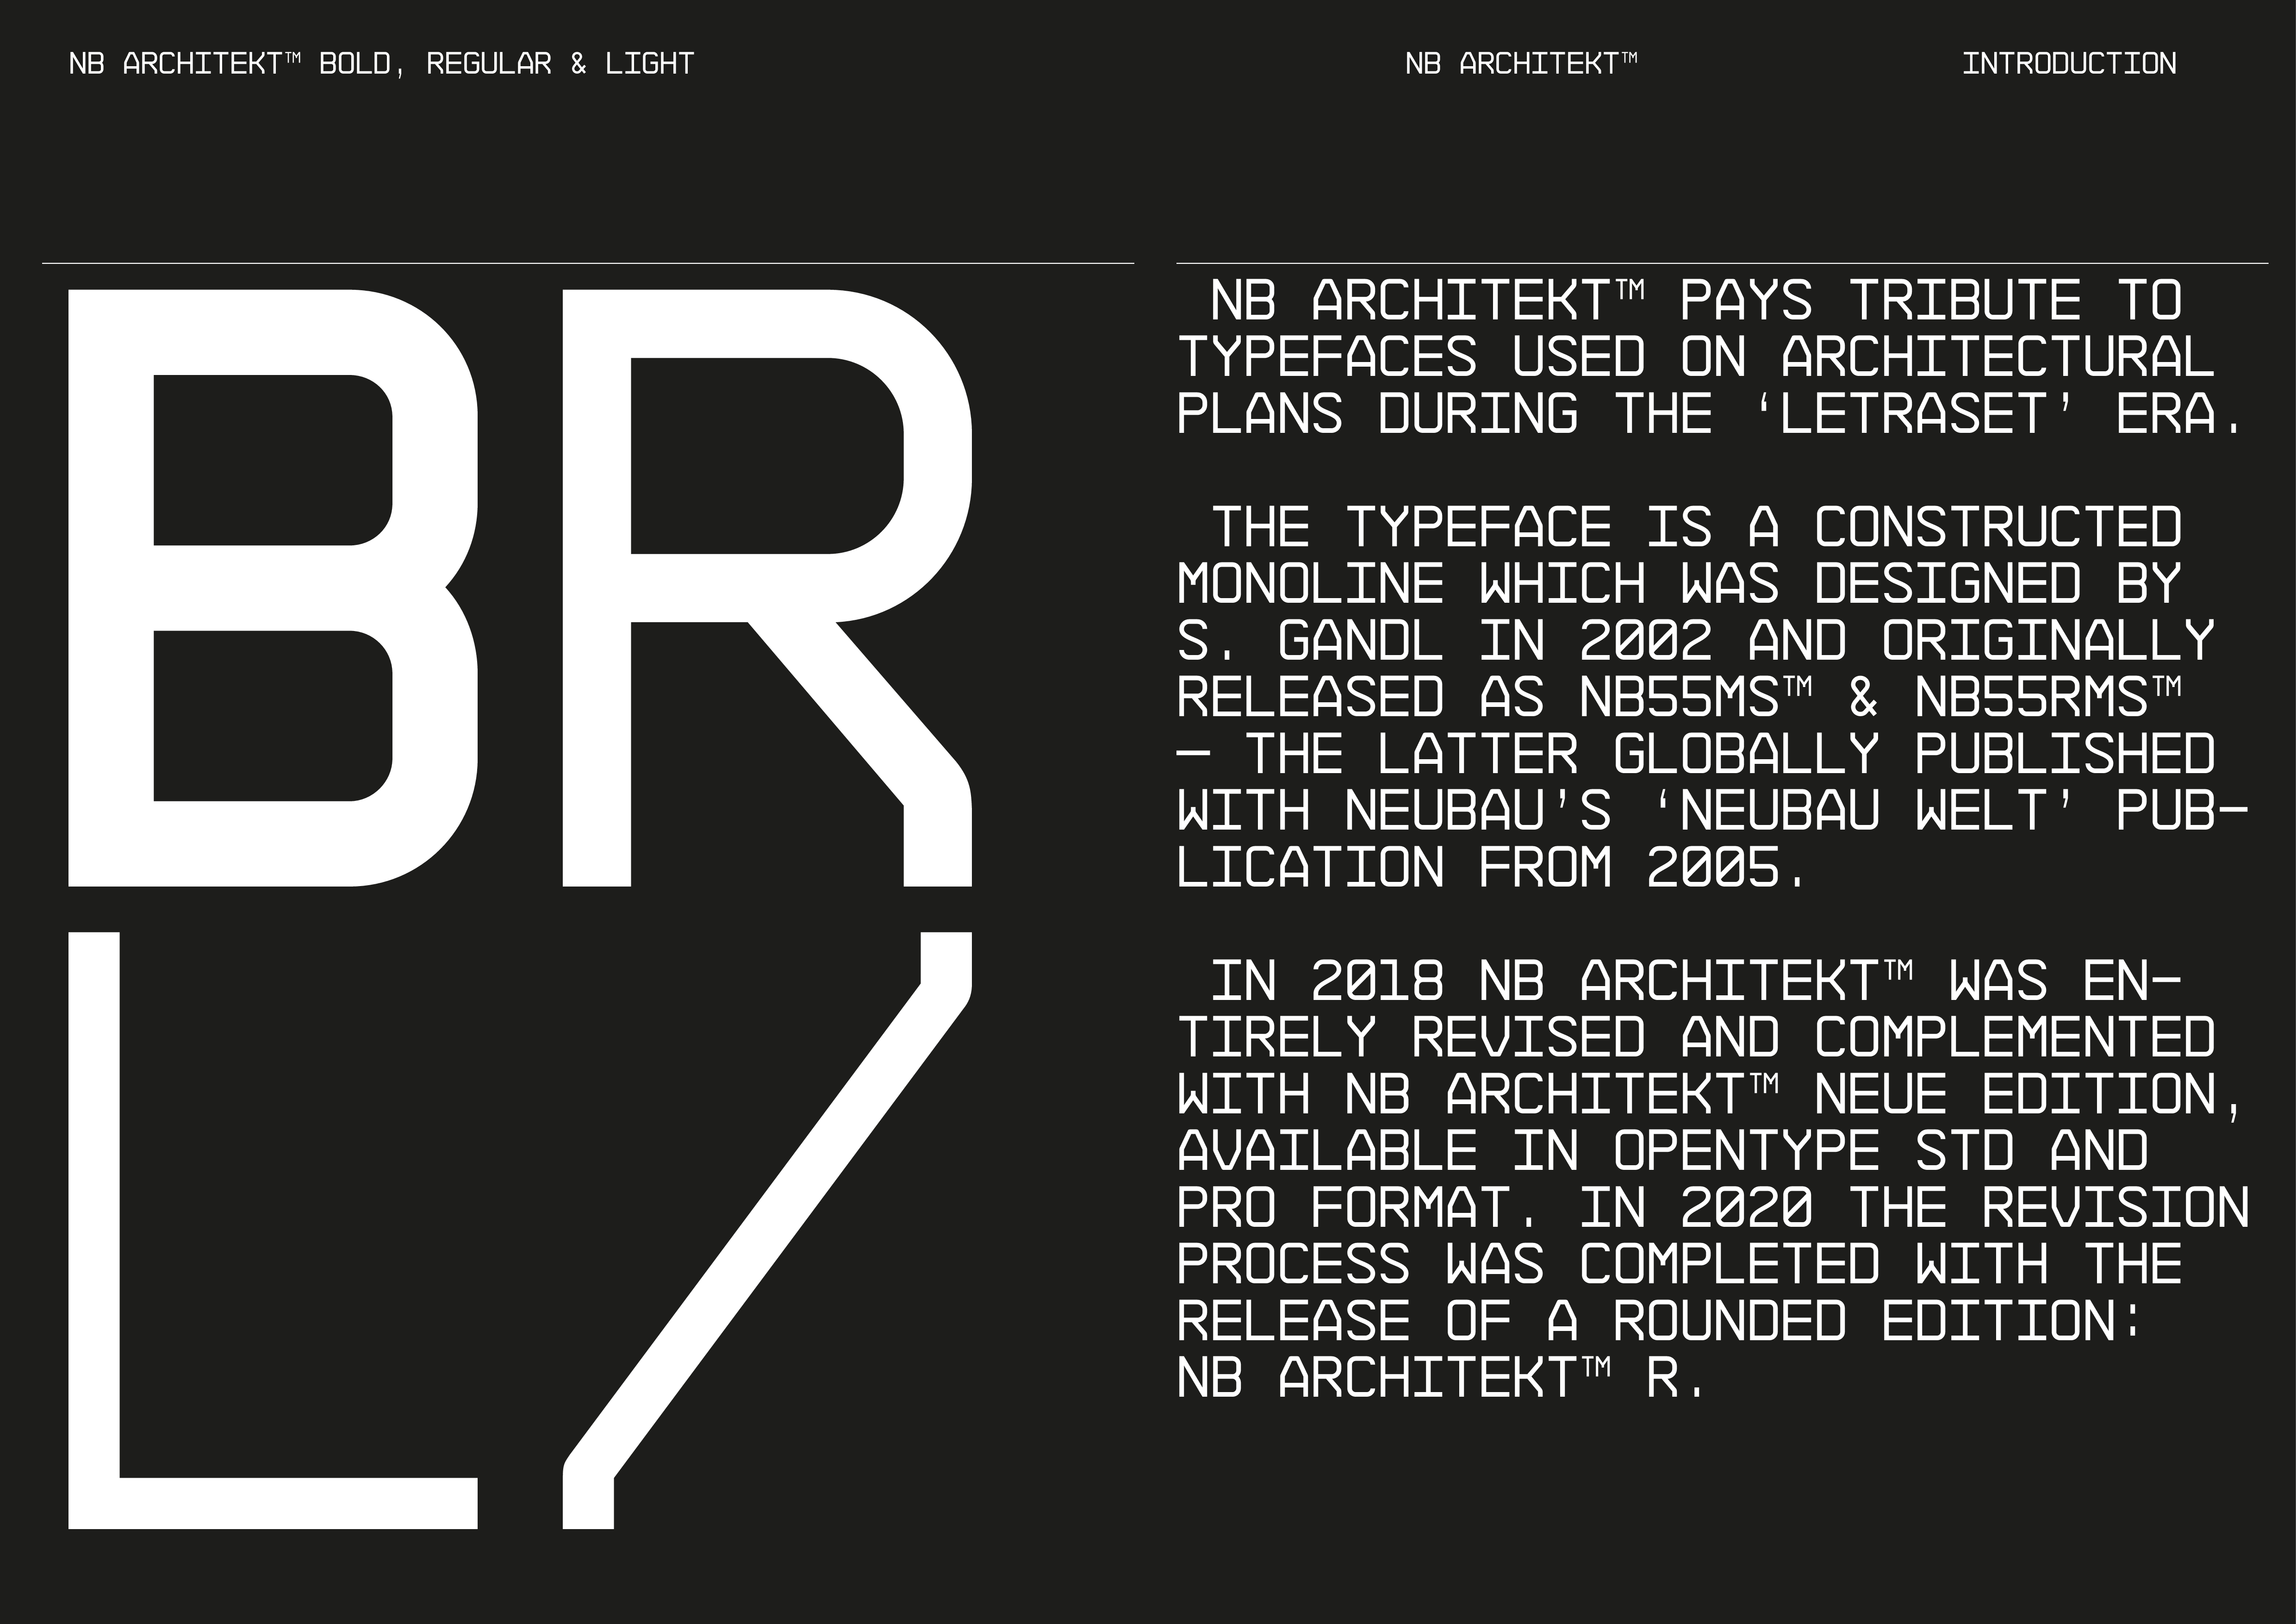 NB ARCHITEKT™ BOLD, REGULAR & LIGHT
NB ARCHITEKT™
INTRODUCTION
BR
L/
NB ARCHITEKT™ PAYS TRIBUTE TO
TYPEFACES USED ON ARCHITECTURAL
PLANS DURING THE ‘LETRASET’ ERA.
THE TYPEFACE IS A CONSTRUCTED
MONOLINE WHICH WAS DESIGNED BY
S. GANDL IN 2002 AND ORIGINALLY
RELEASED AS NB55MS™ & NB55RMS™
— THE LATTER GLOBALLY PUBLISHED
WITH NEUBAU’S ‘NEUBAU WELT’ PUB-
LICATION FROM 2005.
IN 2018 NB ARCHITEKT™ WAS EN-
TIRELY REVISED AND COMPLEMENTED
WITH NB ARCHITEKT™ NEUE EDITION,
AVAILABLE IN OPENTYPE STD AND
PRO FORMAT. IN 2020 THE REVISION
PROCESS WAS COMPLETED WITH THE
RELEASE OF A ROUNDED EDITION:
NB ARCHITEKT™ R.